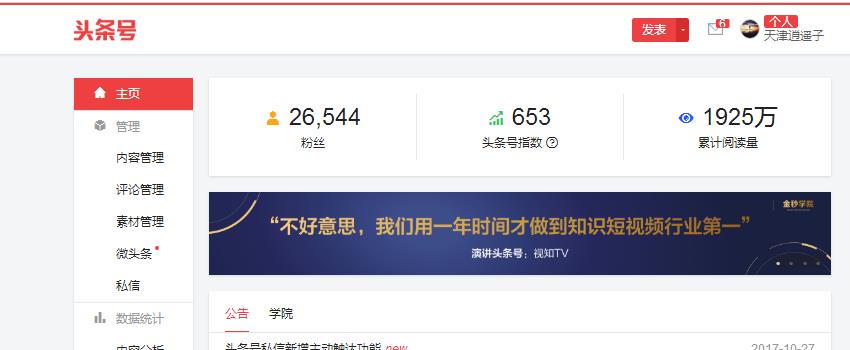 头条号
发表
6
个人
天津逍遥子
主页
管理
内容管理
评论管理
素材管理
微头条
私信
数据统计
内容分析
26,544
粉丝
653
头条号指数
1925万
累计阅读量
金秒学院
“不好意思，我们用一年时间才做到知识短视频行业第一”
演讲头条号：视知TV
公告 学院
头条号私信新增主动触达功能 new 2017-10-27